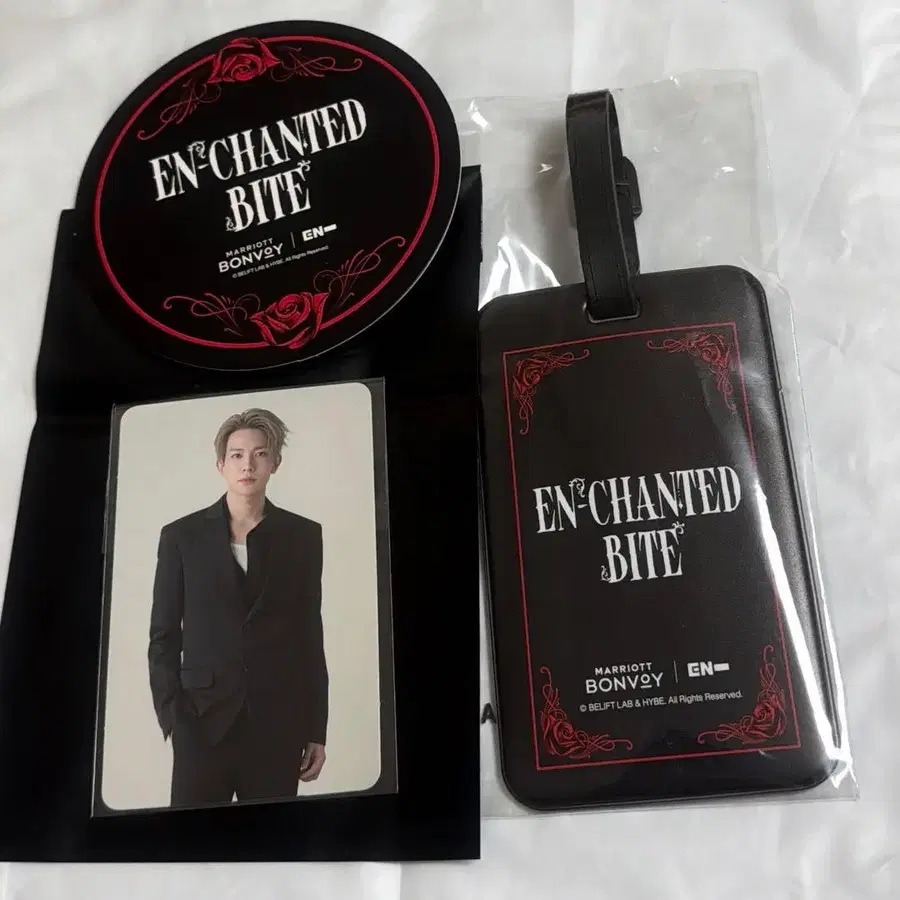 EN-CHANTED
BITE
MARRIOTT
BONVOY
EN-
© BELIFT LAB & HYBE. All Rights Reserved.
EN-CHANTED
BITE
MARRIOTT
BONVOY
EN-
© BELIFT LAB & HYBE. All Rights Reserved.
A